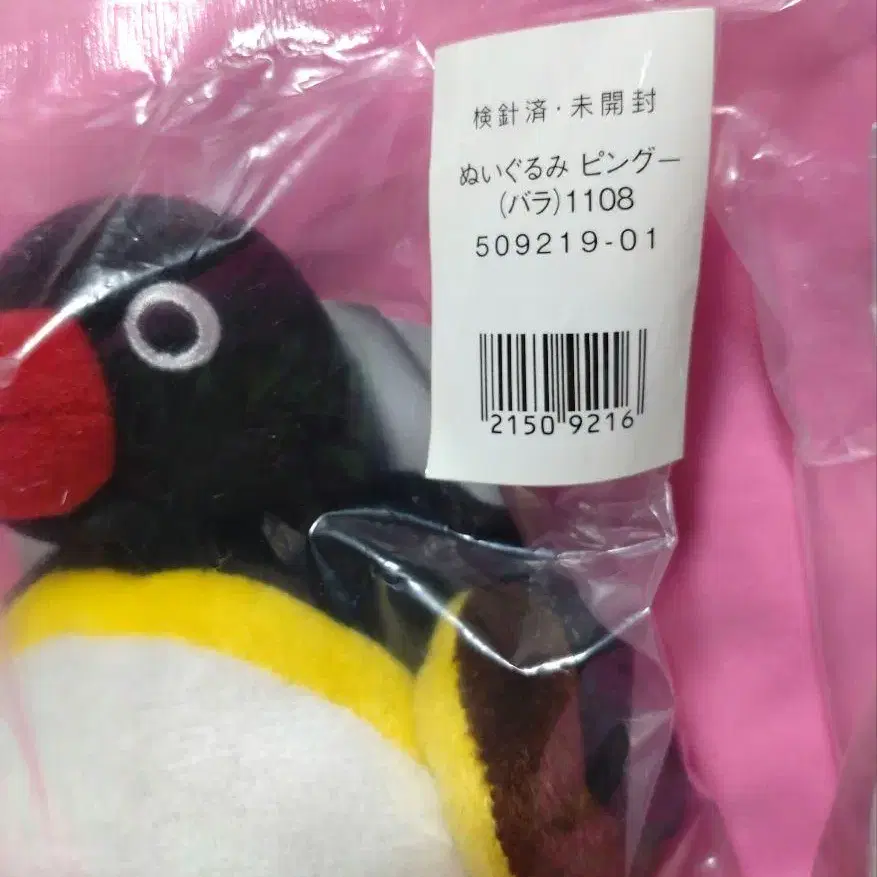 検針済・未開封
ぬいぐるみ ピングー
(バラ)1108
509219-01
2150 9216